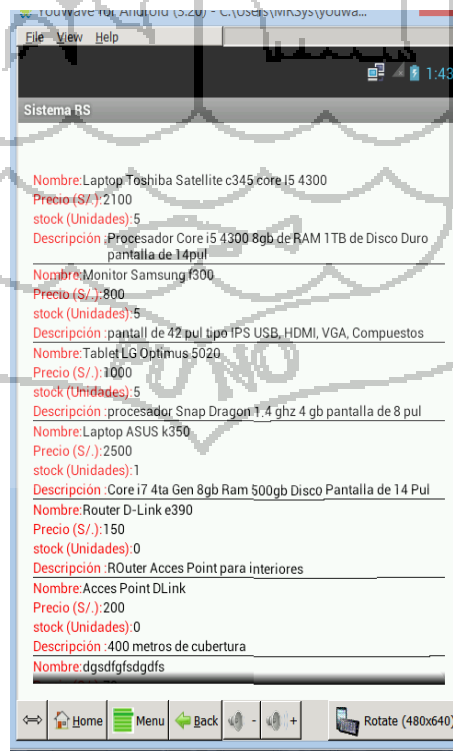 YouWave for Android (3.20) - C:\Users\MRSys\youwa...
File View Help
1:43
Sistema RS
Nombre:Laptop Toshiba Satellite c345 core I5 4300
Precio (S/.):2100
stock (Unidades):5
Descripción :Procesador Core i5 4300 8gb de RAM 1TB de Disco Duro
pantalla de 14pul
Nombre:Monitor Samsung f300
Precio (S/.):800
stock (Unidades):5
Descripción :pantall de 42 pul tipo IPS USB, HDMI, VGA, Compuestos
Nombre:Tablet LG Optimus 5020
Precio (S/.):1000
stock (Unidades):5
Descripción :procesador Snap Dragon 1.4 ghz 4 gb pantalla de 8 pul
Nombre:Laptop ASUS k350
Precio (S/.):2500
stock (Unidades):1
Descripción :Core i7 4ta Gen 8gb Ram 500gb Disco Pantalla de 14 Pul
Nombre:Router D-Link e390
Precio (S/.):150
stock (Unidades):0
Descripción :ROuter Acces Point para interiores
Nombre:Acces Point DLink
Precio (S/.):200
stock (Unidades):0
Descripción :400 metros de cubertura
Nombre:dgsdfgfsdgdfs
Home Menu Back - + Rotate (480x640)
UNO